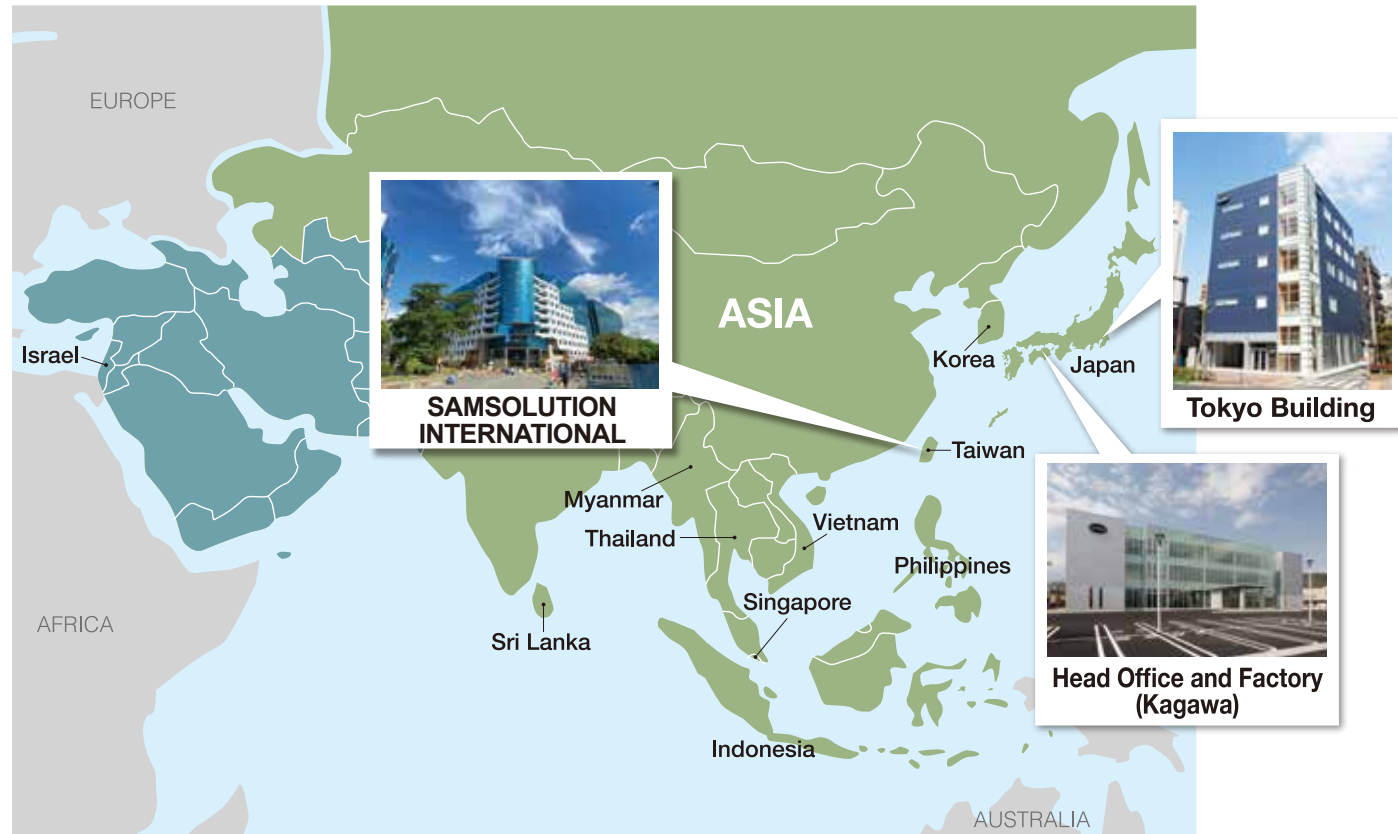 EUROPE
ASIA
Israel
Korea
Japan
SAMSOLUTION
INTERNATIONAL
Tokyo Building
Taiwan
Myanmar
Thailand
Vietnam
Philippines
Singapore
AFRICA
Sri Lanka
Head Office and Factory
(Kagawa)
Indonesia
AUSTRALIA